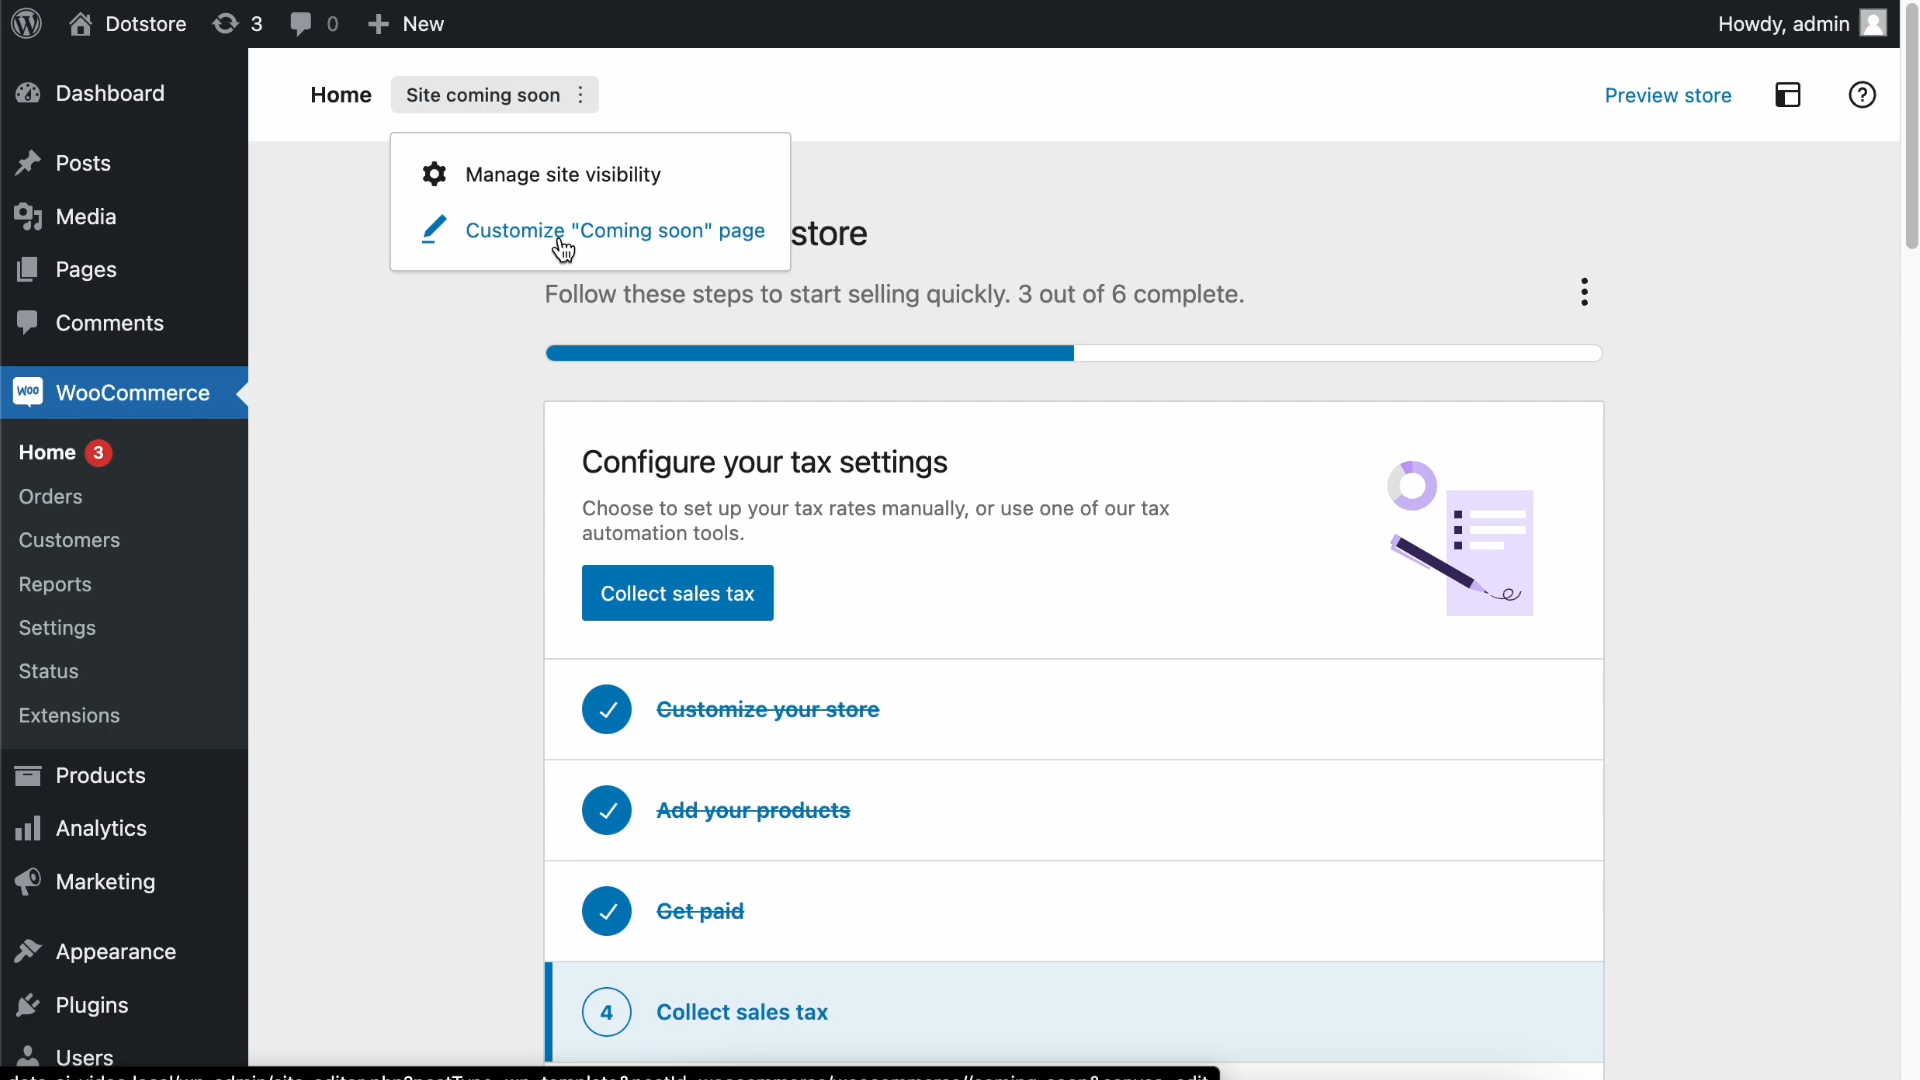 Dotstore 3 0 New Howdy, admin
Dashboard
Posts
Media
Pages
Comments
WOO WooCommerce
Home 3
Orders
Customers
Reports
Settings
Status
Extensions
Products
Analytics
Marketing
Appearance
Plugins
Users
Home Site coming soon Preview store
Manage site visibility
Customize "Coming soon" page
store
Follow these steps to start selling quickly. 3 out of 6 complete.
Configure your tax settings
Choose to set up your tax rates manually, or use one of our tax
automation tools.
Collect sales tax
Customize your store
Add your products
Get paid
4 Collect sales tax